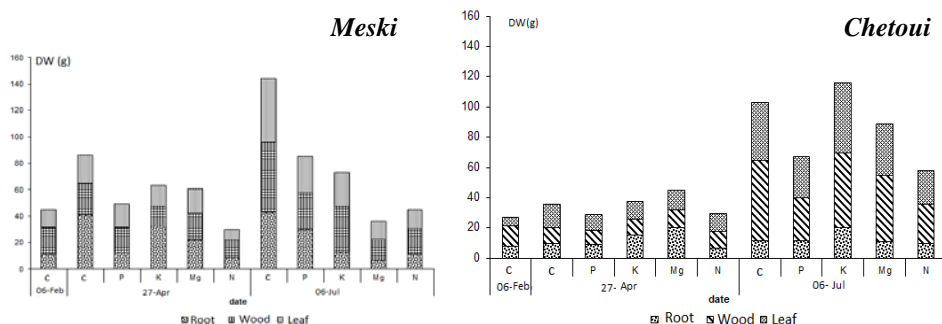 Meski
DW (g)
160
140
120
100
80
60
40
20
0
C C P K Mg N C P K Mg N
06-Feb 27-Apr 06-Jul
date
Root Wood Leaf
Chetoui
DW(g)
160
140
120
100
80
60
40
20
0
C C P K Mg N C P K Mg N
06-Feb 27- Apr 06- Jul
date
Root Wood Leaf